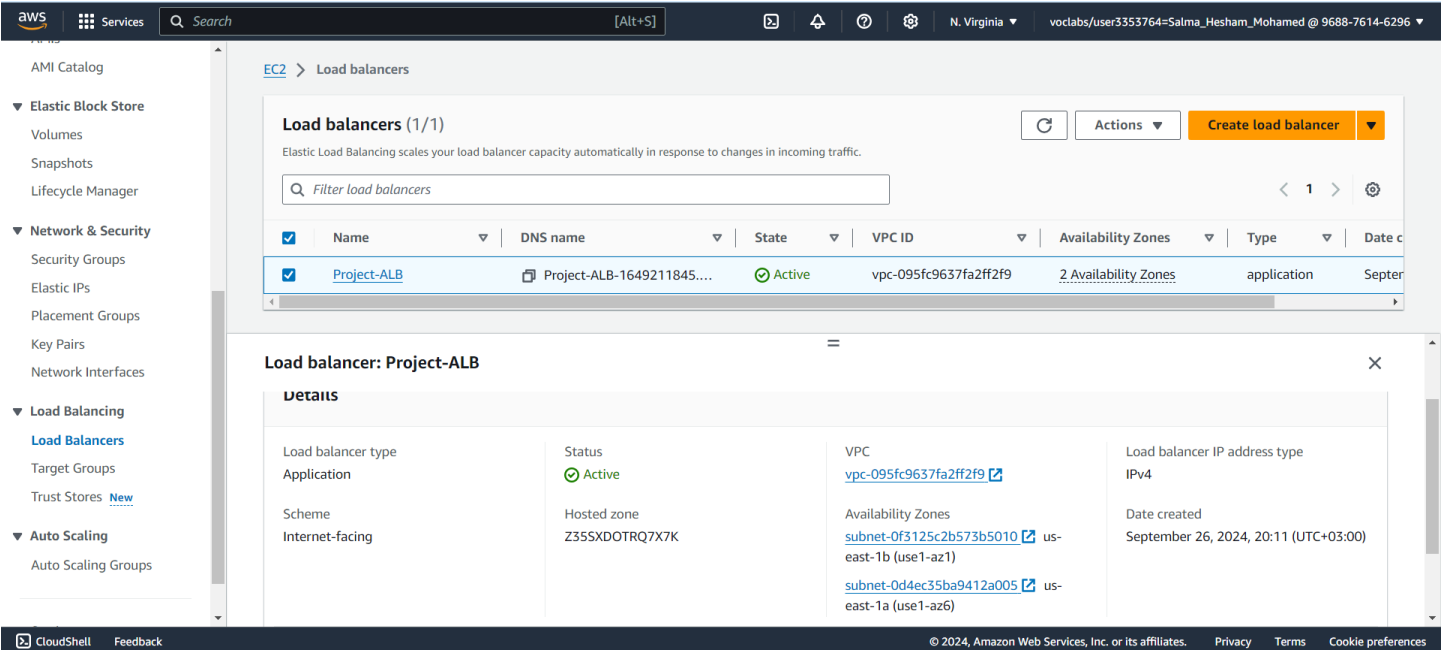 aws
Services
Search
[Alt+S]
N. Virginia
voclabs/user3353764=Salma_Hesham_Mohamed @ 9688-7614-6296
AMI Catalog
Elastic Block Store
Volumes
Snapshots
Lifecycle Manager
Network & Security
Security Groups
Elastic IPs
Placement Groups
Key Pairs
Network Interfaces
Load Balancing
Load Balancers
Target Groups
Trust Stores New
Auto Scaling
Auto Scaling Groups
EC2 > Load balancers
Load balancers (1/1)
Actions
Create load balancer
Elastic Load Balancing scales your load balancer capacity automatically in response to changes in incoming traffic.
Filter load balancers
1
Name DNS name State VPC ID Availability Zones Type Date c
Project-ALB Project-ALB-1649211845.... Active vpc-095fc9637fa2ff2f9 2 Availability Zones application Septer
Load balancer: Project-ALB
Details
Load balancer type
Application
Scheme
Internet-facing
Status
Active
Hosted zone
Z35SXDOTRQ7X7K
VPC
vpc-095fc9637fa2ff2f9
Availability Zones
subnet-0f3125c2b573b5010 us-
east-1b (use1-az1)
subnet-0d4ec35ba9412a005 us-
east-1a (use1-az6)
Load balancer IP address type
IPv4
Date created
September 26, 2024, 20:11 (UTC+03:00)
CloudShell Feedback
© 2024, Amazon Web Services, Inc. or its affiliates. Privacy Terms Cookie preferences